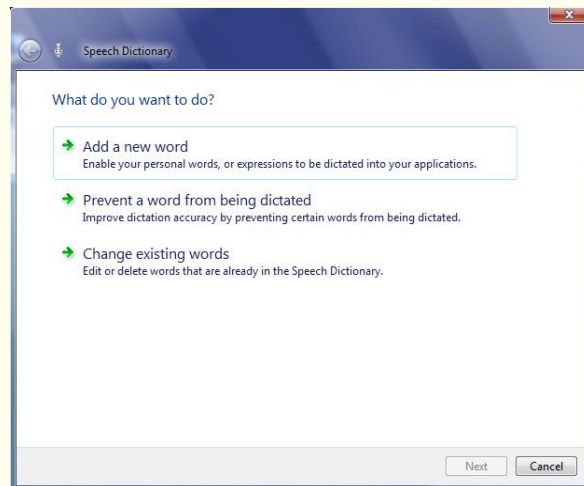 Speech Dictionary
What do you want to do?
Add a new word
Enable your personal words, or expressions to be dictated into your applications.
Prevent a word from being dictated
Improve dictation accuracy by preventing certain words from being dictated.
Change existing words
Edit or delete words that are already in the Speech Dictionary.
Next Cancel